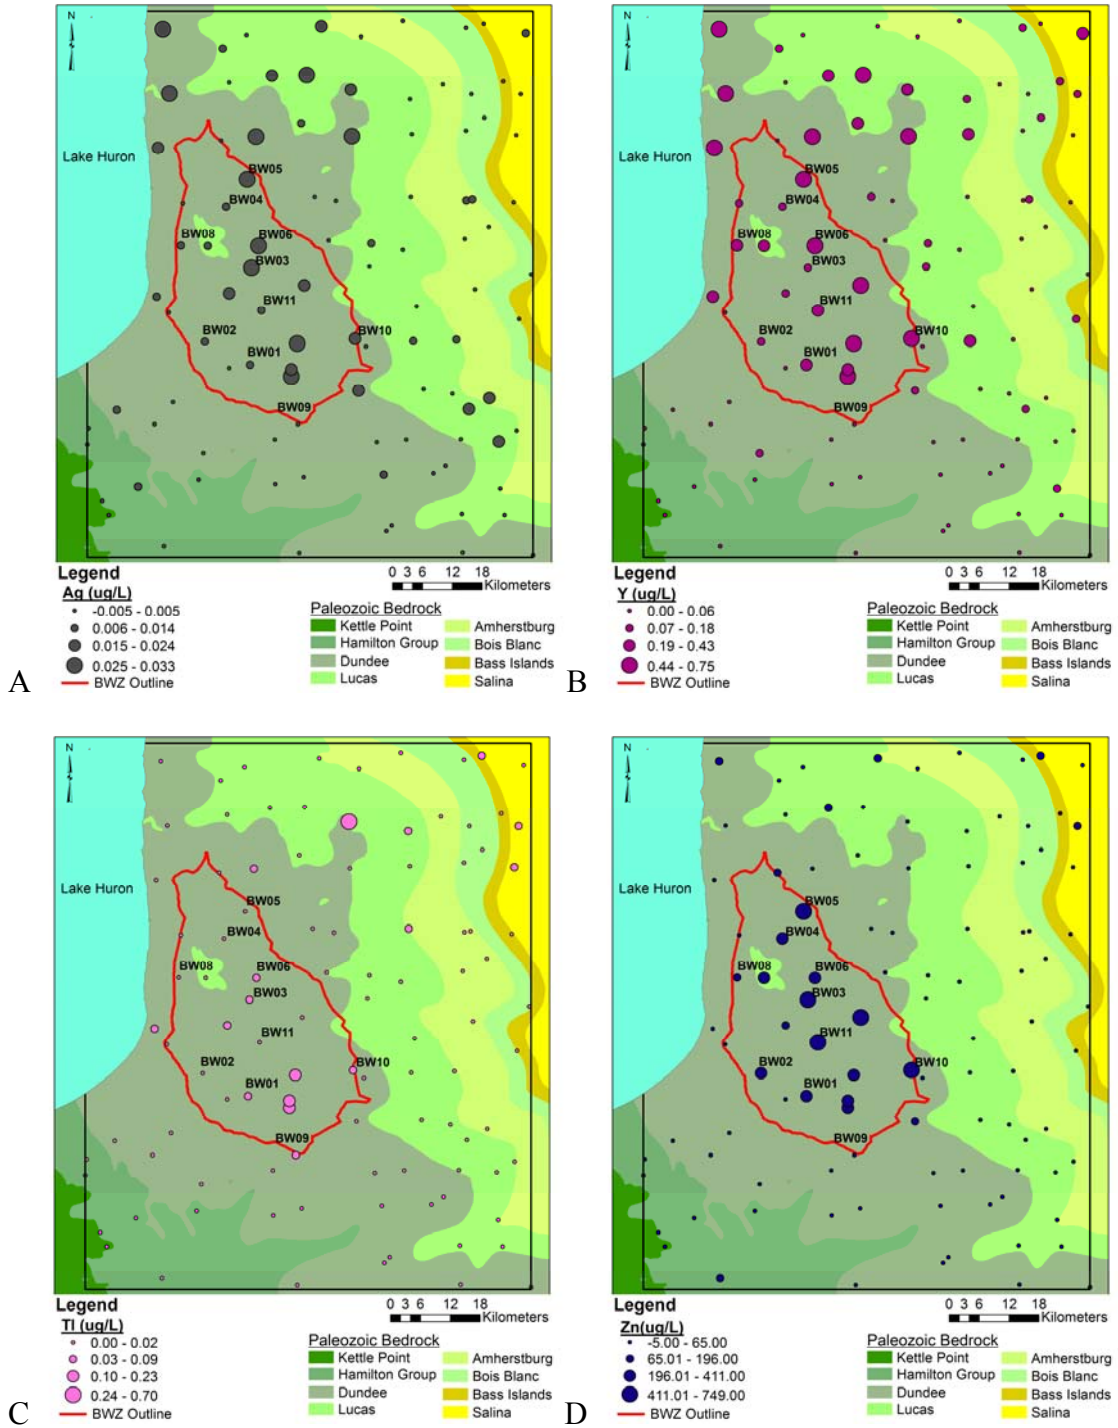 N
Lake Huron
BW05
BW04
BW08
BW06
BW03
BW11
BW02
BW10
BW01
BW09
Legend
Ag (ug/L)
-0.005 - 0.005
0.006 - 0.014
0.015 - 0.024
0.025 - 0.033
BWZ Outline
0 3 6 12 18
Kilometers
Paleozoic Bedrock
Kettle Point
Hamilton Group
Dundee
Lucas
Amherstburg
Bois Blanc
Bass Islands
Salina
A
N
Lake Huron
BW05
BW04
BW08
BW06
BW03
BW11
BW02
BW10
BW01
BW09
Legend
Y (ug/L)
0.00 - 0.06
0.07 - 0.18
0.19 - 0.43
0.44 - 0.75
BWZ Outline
0 3 6 12 18
Kilometers
Paleozoic Bedrock
Kettle Point
Hamilton Group
Dundee
Lucas
Amherstburg
Bois Blanc
Bass Islands
Salina
B
N
Lake Huron
BW05
BW04
BW08
BW06
BW03
BW11
BW02
BW10
BW01
BW09
Legend
Tl (ug/L)
0.00 - 0.02
0.03 - 0.09
0.10 - 0.23
0.24 - 0.70
BWZ Outline
0 3 6 12 18
Kilometers
Paleozoic Bedrock
Kettle Point
Hamilton Group
Dundee
Lucas
Amherstburg
Bois Blanc
Bass Islands
Salina
C
N
Lake Huron
BW05
BW04
BW08
BW06
BW03
BW11
BW02
BW10
BW01
BW09
Legend
Zn(ug/L)
-5.00 - 65.00
65.01 - 196.00
196.01 - 411.00
411.01 - 749.00
BWZ Outline
0 3 6 12 18
Kilometers
Paleozoic Bedrock
Kettle Point
Hamilton Group
Dundee
Lucas
Amherstburg
Bois Blanc
Bass Islands
Salina
D